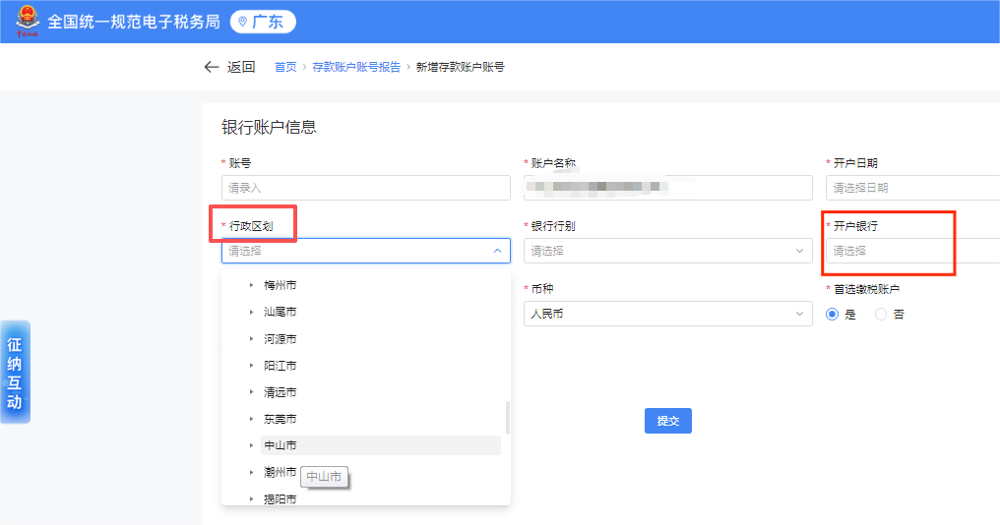 全国统一规范电子税务局 广东
返回 首页 › 存款账户账号报告 › 新增存款账户账号
银行账户信息
* 账号 * 账户名称 * 开户日期
请录入 请选择日期
* 行政区划 * 银行行别 * 开户银行
请选择 请选择 请选择
梅州市 * 币种 * 首选缴税账户
汕尾市 人民币 是 否
河源市
阳江市
清远市
东莞市
中山市
潮州市 中山市
揭阳市
提交
征纳互动